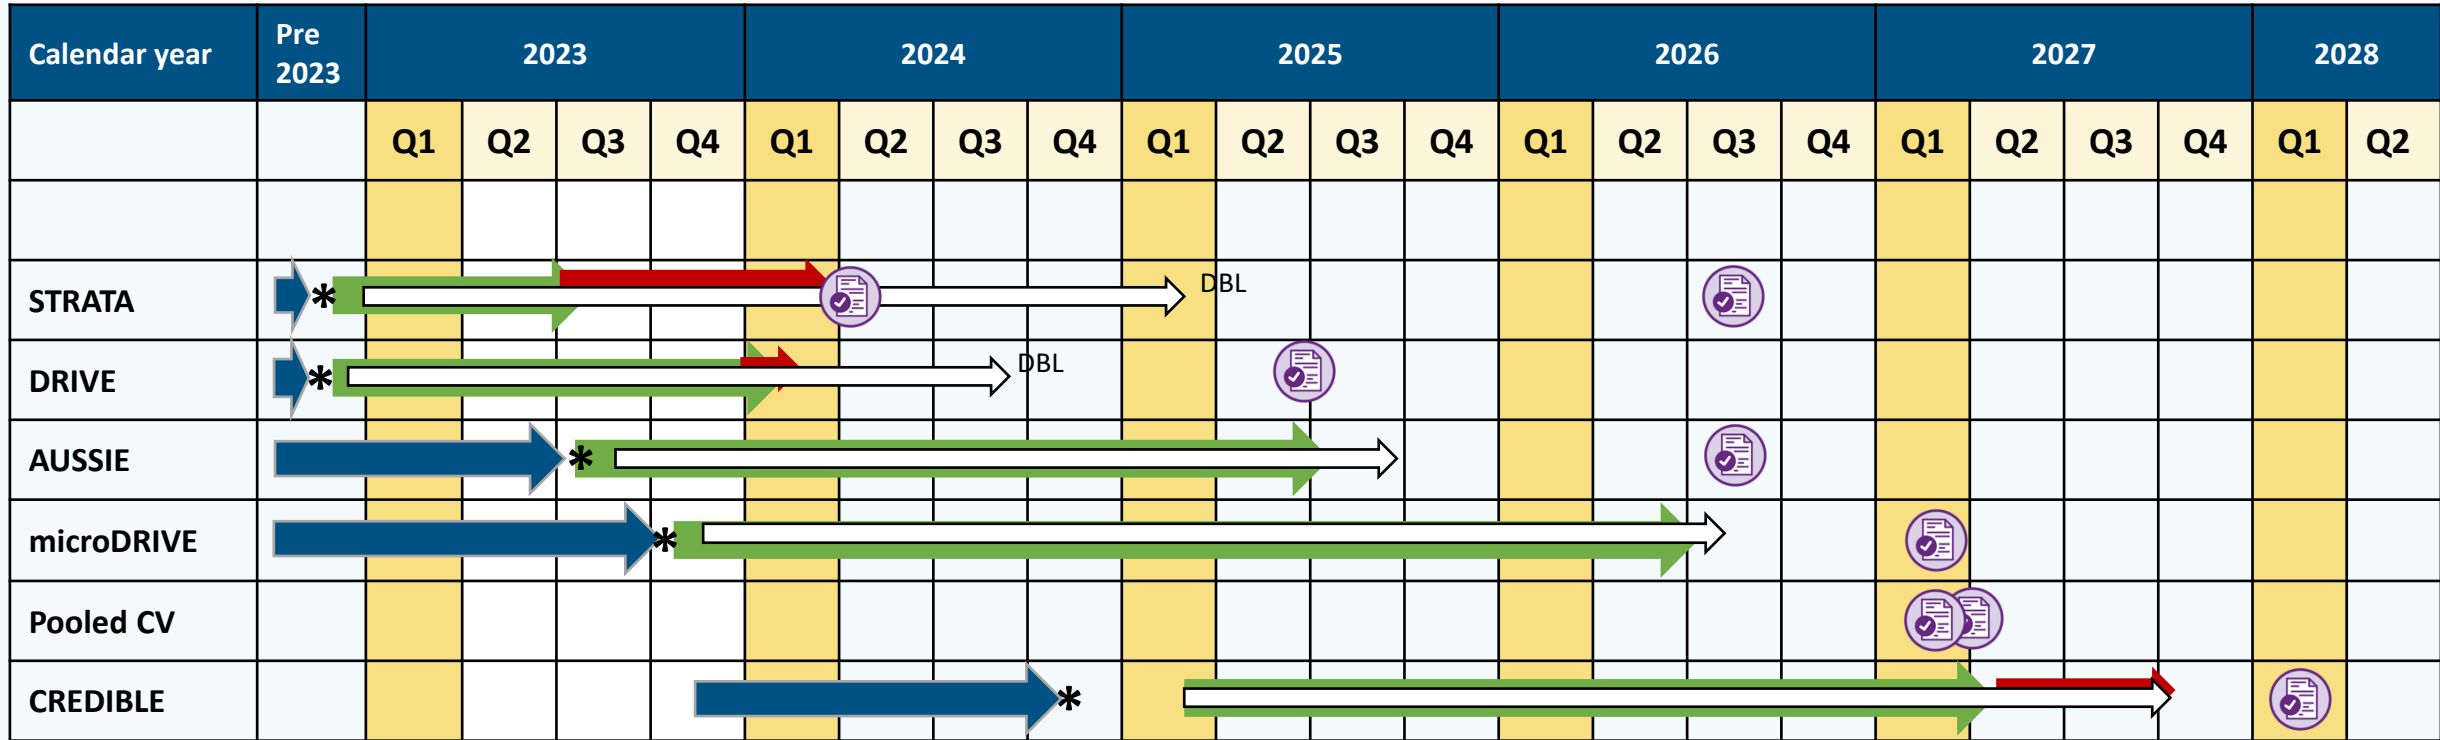 Calendar year Pre 2023 2023 2024 2025 2026 2027 2028
Q1 Q2 Q3 Q4 Q1 Q2 Q3 Q4 Q1 Q2 Q3 Q4 Q1 Q2 Q3 Q4 Q1 Q2 Q3 Q4 Q1 Q2
STRATA * DBL
DRIVE * DBL
AUSSIE *
microDRIVE *
Pooled CV
CREDIBLE *